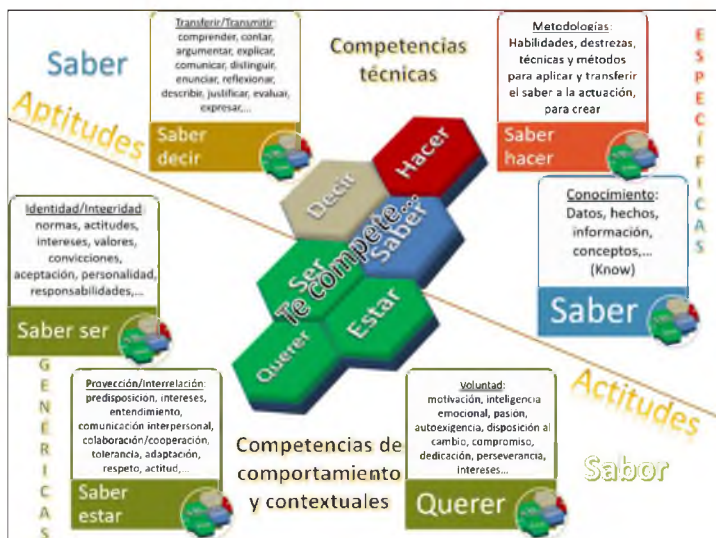 Saber
Aptitudes
Transferir/Transmitir:
comprender, contar,
argumentar, explicar,
comunicar, distinguir,
enunciar, reflexionar,
describir, justificar, evaluar,
expresar,...
Saber
decir
Competencias
técnicas
Metodologías:
Habilidades, destrezas,
técnicas y métodos
para aplicar y transferir
el saber a la actuación,
para crear
Saber
hacer
ESPECÍFICAS
Identidad/Integridad:
normas, actitudes,
intereses, valores,
convicciones,
aceptación, personalidad,
responsabilidades,...
Saber ser
Decir
Hacer
Ser
Saber
Te compete...
Querer
Estar
Conocimiento:
Datos, hechos,
información,
conceptos,...
(Know)
Saber
GENÉRICAS
Proyección/Interrelación:
predisposición, intereses,
entendimiento,
comunicación interpersonal,
colaboración/cooperación,
tolerancia, adaptación,
respeto, actitud,...
Saber
estar
Competencias de
comportamiento
y contextuales
Voluntad:
motivación, inteligencia
emocional, pasión,
autoexigencia, disposición al
cambio, compromiso,
dedicación, perseverancia,
intereses...
Querer
Actitudes
Sabor